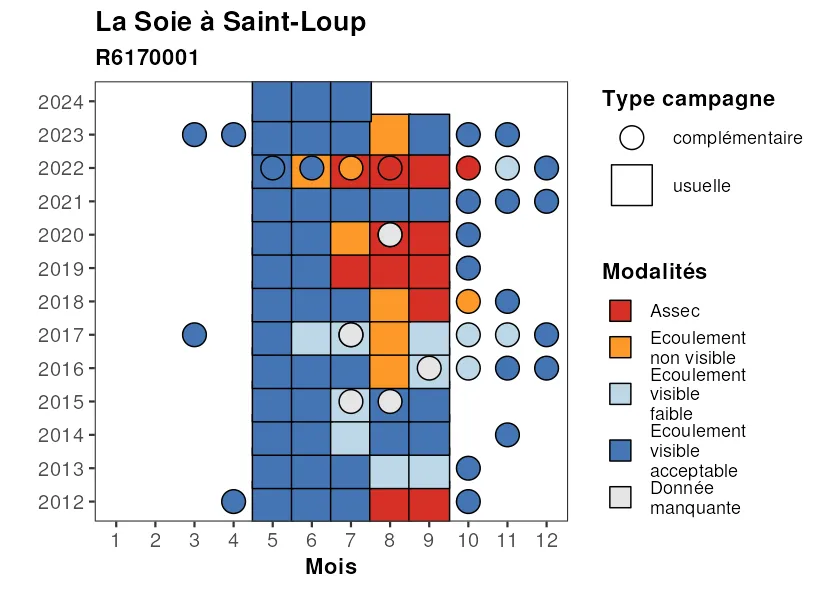 La Soie à Saint-Loup
R6170001
2024
2023
2022
2021
2020
2019
2018
2017
2016
2015
2014
2013
2012
1 2 3 4 5 6 7 8 9 10 11 12
Mois
Type campagne
complémentaire
usuelle
Modalités
Assec
Ecoulement
non visible
Ecoulement
visible
faible
Ecoulement
visible
acceptable
Donnée
manquante